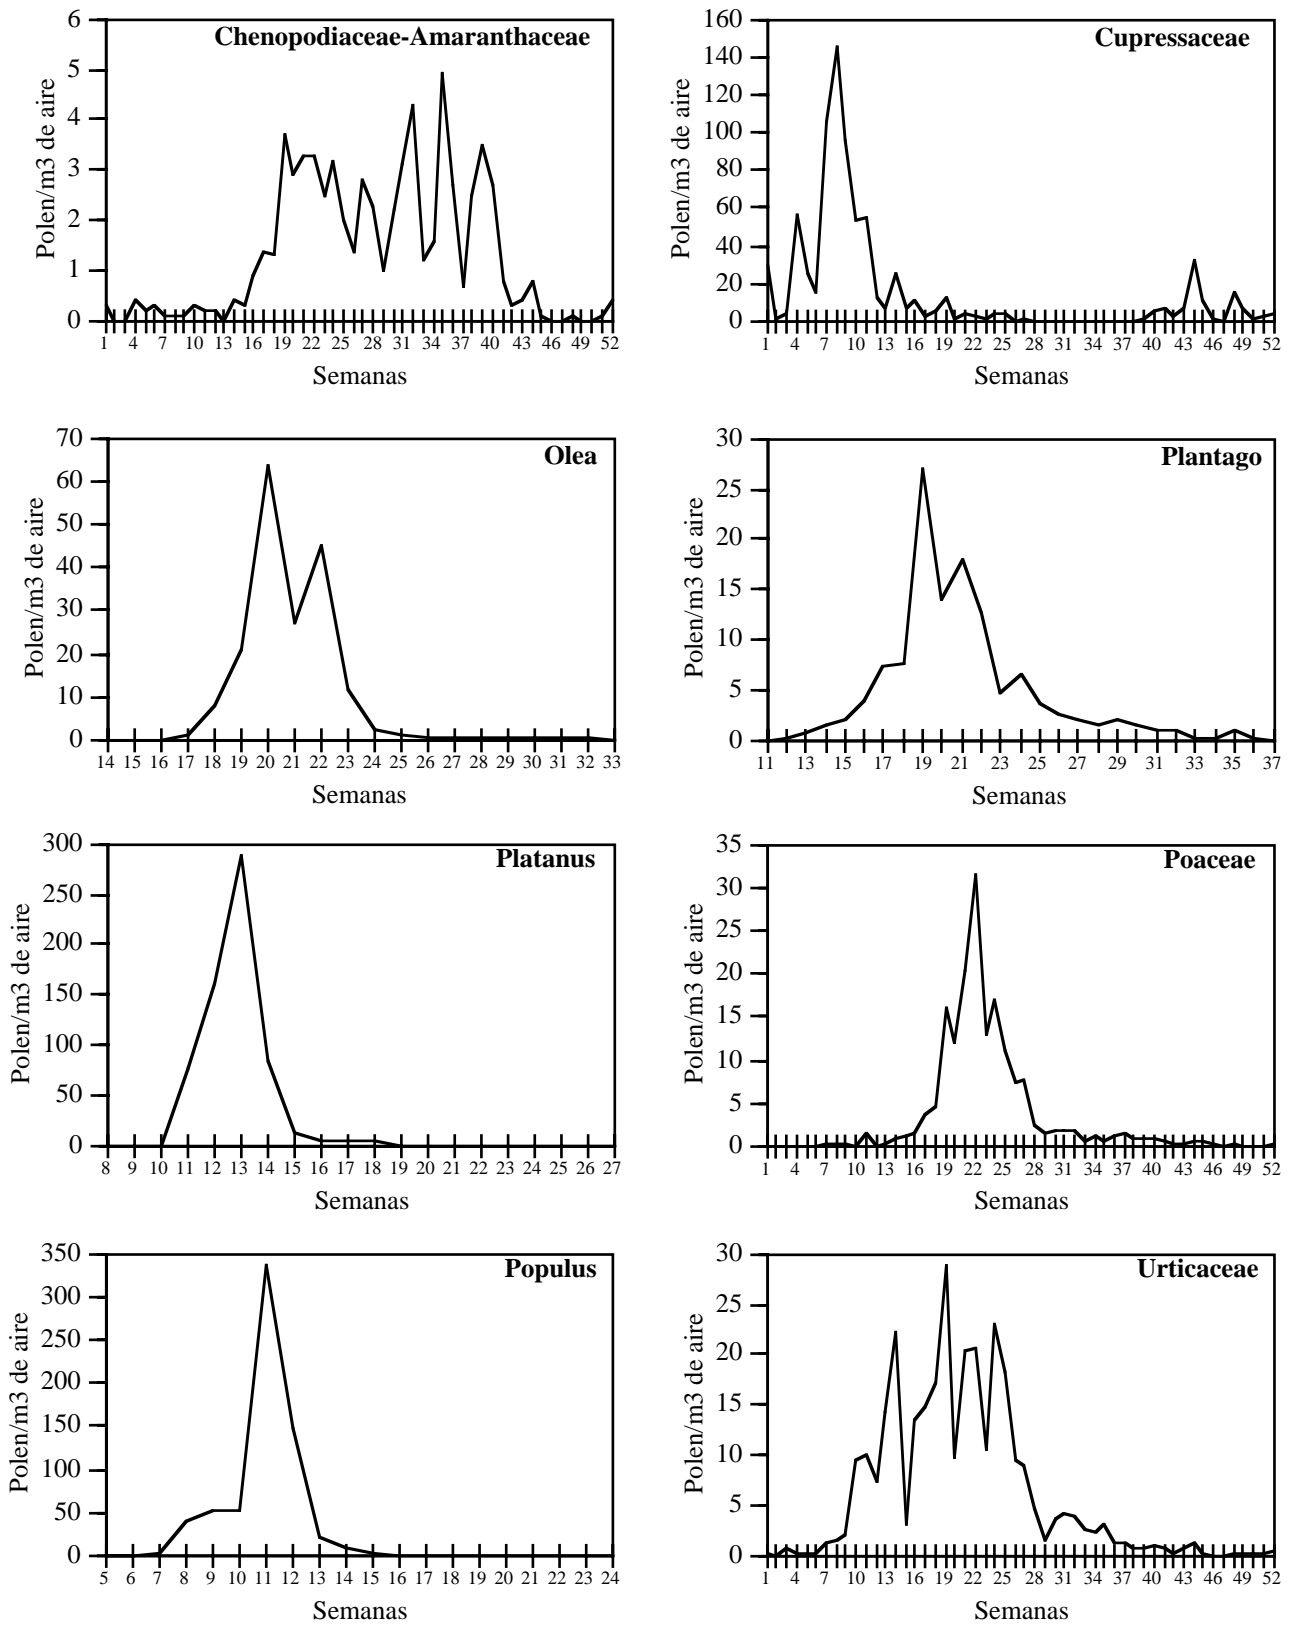 Chenopodiaceae-Amaranthaceae
Polen/m3 de aire
6
5
4
3
2
1
0
1 4 7 10 13 16 19 22 25 28 31 34 37 40 43 46 49 52
Semanas
Cupressaceae
Polen/m3 de aire
160
140
120
100
80
60
40
20
0
1 4 7 10 13 16 19 22 25 28 31 34 37 40 43 46 49 52
Semanas
Olea
Polen/m3 de aire
70
60
50
40
30
20
10
0
14 15 16 17 18 19 20 21 22 23 24 25 26 27 28 29 30 31 32 33
Semanas
Plantago
Polen/m3 de aire
30
25
20
15
10
5
0
11 13 15 17 19 21 23 25 27 29 31 33 35 37
Semanas
Platanus
Polen/m3 de aire
300
250
200
150
100
50
0
8 9 10 11 12 13 14 15 16 17 18 19 20 21 22 23 24 25 26 27
Semanas
Poaceae
Polen/m3 de aire
35
30
25
20
15
10
5
0
1 4 7 10 13 16 19 22 25 28 31 34 37 40 43 46 49 52
Semanas
Populus
Polen/m3 de aire
350
300
250
200
150
100
50
0
5 6 7 8 9 10 11 12 13 14 15 16 17 18 19 20 21 22 23 24
Semanas
Urticaceae
Polen/m3 de aire
30
25
20
15
10
5
0
1 4 7 10 13 16 19 22 25 28 31 34 37 40 43 46 49 52
Semanas